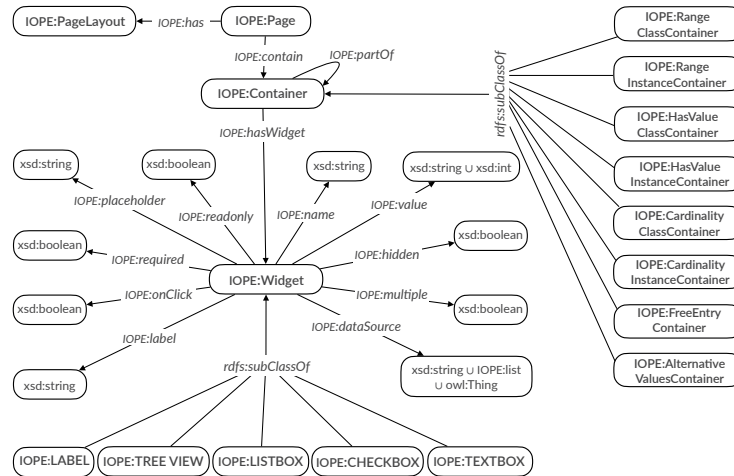 IOPE:PageLayout
IOPE:has
IOPE:Page
IOPE:contain
IOPE:partOf
IOPE:Container
IOPE:hasWidget
rdfs:subClassOf
IOPE:Range
ClassContainer
IOPE:Range
InstanceContainer
IOPE:HasValue
ClassContainer
IOPE:HasValue
InstanceContainer
IOPE:Cardinality
ClassContainer
IOPE:Cardinality
InstanceContainer
IOPE:FreeEntry
Container
IOPE:Alternative
ValuesContainer
xsd:string
xsd:boolean
xsd:string
xsd:string ∪ xsd:int
IOPE:placeholder
IOPE:readonly
IOPE:name
IOPE:value
xsd:boolean
IOPE:required
IOPE:hidden
xsd:boolean
IOPE:Widget
xsd:boolean
IOPE:onClick
IOPE:multiple
xsd:boolean
IOPE:label
IOPE:dataSource
xsd:string
rdfs:subClassOf
xsd:string ∪ IOPE:list
∪ owl:Thing
IOPE:LABEL
IOPE:TREE VIEW
IOPE:LISTBOX
IOPE:CHECKBOX
IOPE:TEXTBOX